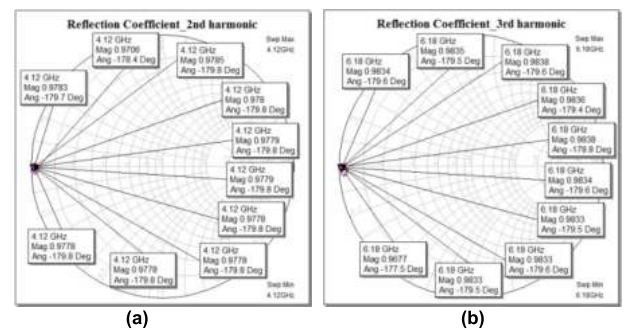 Reflection Coefficient_2nd harmonic
Swp Max
4.12GHz
4.12 GHz
Mag 0.9706
Ang -178.4 Deg
4.12 GHz
Mag 0.9785
Ang -179.8 Deg
4.12 GHz
Mag 0.9783
Ang -179.7 Deg
4.12 GHz
Mag 0.978
Ang -179.8 Deg
4.12 GHz
Mag 0.9779
Ang -179.8 Deg
4.12 GHz
Mag 0.9779
Ang -179.8 Deg
4.12 GHz
Mag 0.9778
Ang -179.8 Deg
4.12 GHz
Mag 0.9778
Ang -179.8 Deg
4.12 GHz
Mag 0.9778
Ang -179.8 Deg
4.12 GHz
Mag 0.9778
Ang -179.8 Deg
Swp Min
4.12GHz
(a)
Reflection Coefficient_3rd harmonic
Swp Max
6.18GHz
6.18 GHz
Mag 0.9835
Ang -179.5 Deg
6.18 GHz
Mag 0.9838
Ang -179.6 Deg
6.18 GHz
Mag 0.9834
Ang -179.6 Deg
6.18 GHz
Mag 0.9836
Ang -179.4 Deg
6.18 GHz
Mag 0.9838
Ang -179.8 Deg
6.18 GHz
Mag 0.9834
Ang -179.6 Deg
6.18 GHz
Mag 0.9833
Ang -179.5 Deg
6.18 GHz
Mag 0.9677
Ang -177.5 Deg
6.18 GHz
Mag 0.9833
Ang -179.6 Deg
6.18 GHz
Mag 0.9833
Ang -179.5 Deg
Swp Min
6.18GHz
(b)